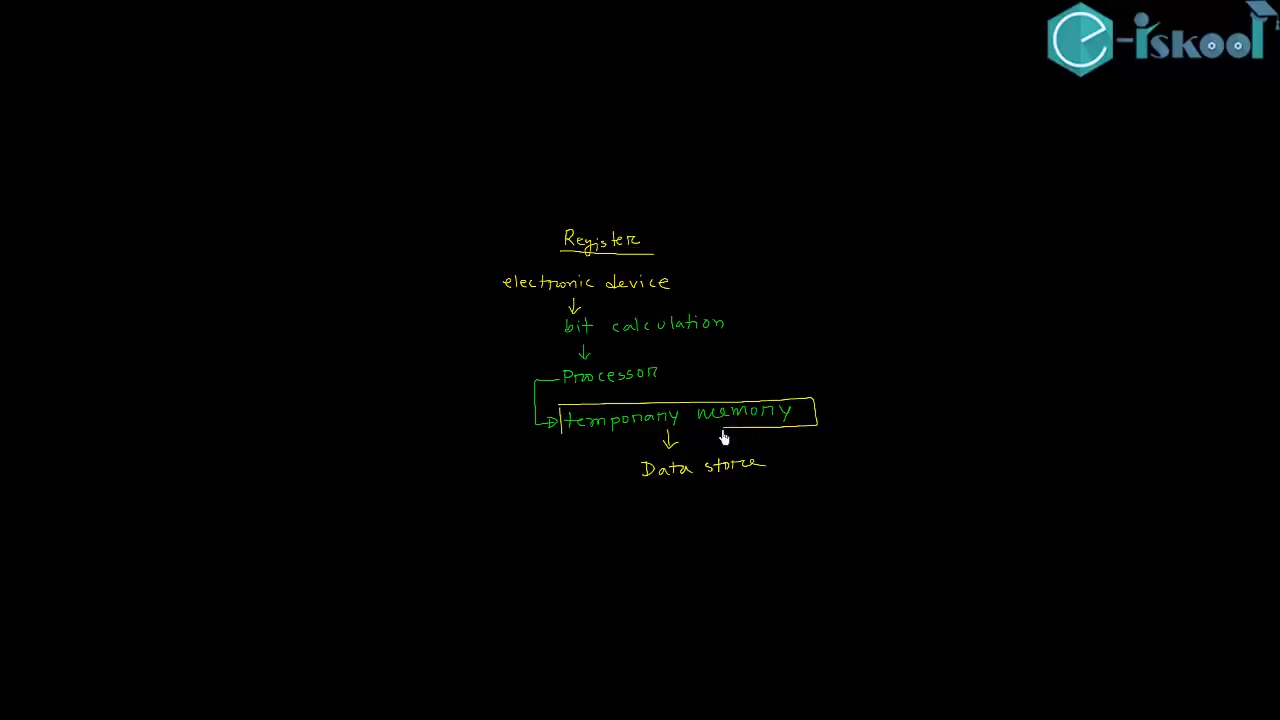 e-iskool
Register
electronic device
bit calculation
Processor
temporary memory
Data store